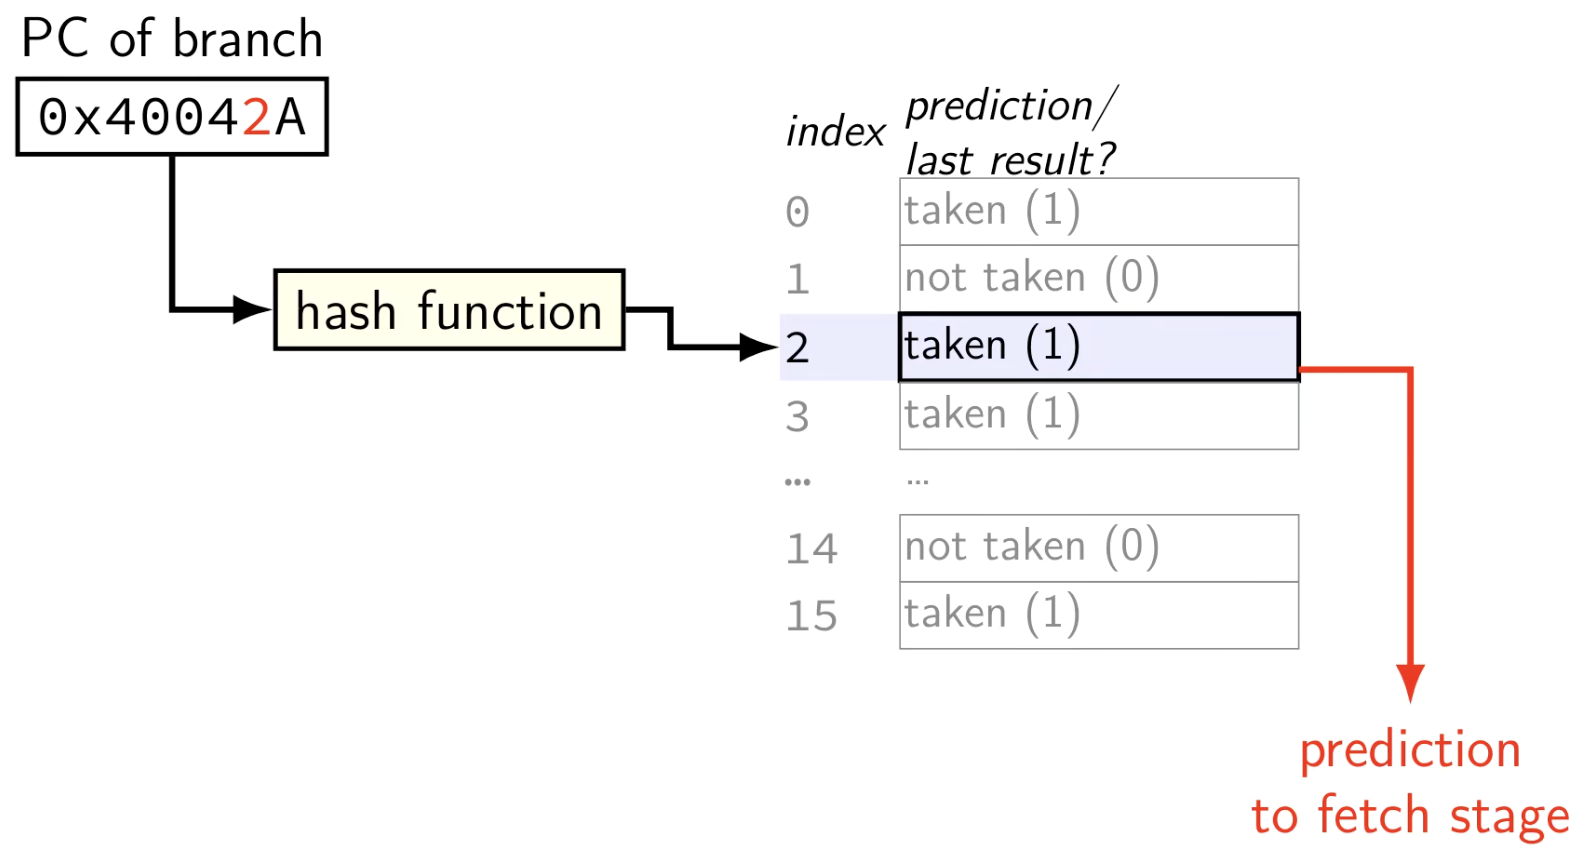 PC of branch
0x40042A
hash function
index
prediction/
last result?
0 taken (1)
1 not taken (0)
2 taken (1)
3 taken (1)
... ...
14 not taken (0)
15 taken (1)
prediction
to fetch stage